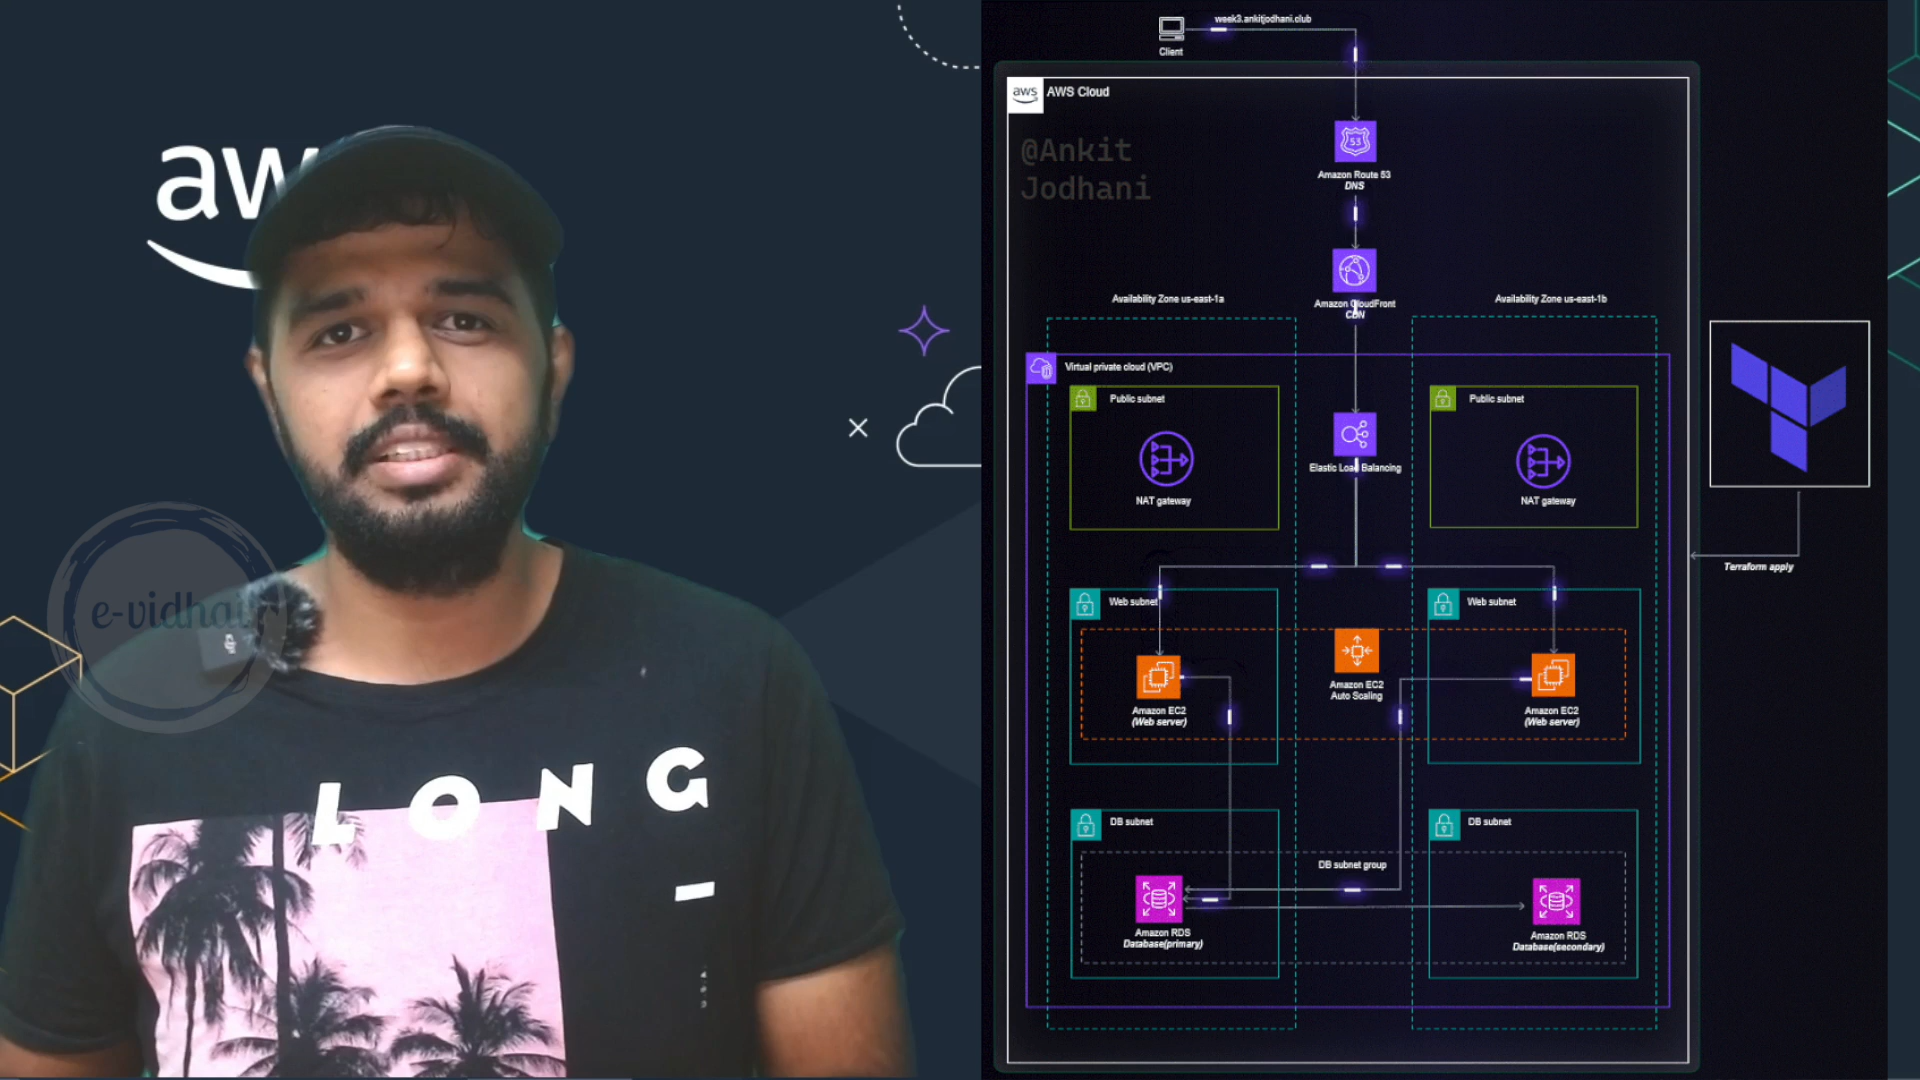 aw
e-vidhai
LONG
week3.ankitjodhani.club
Client
aws
AWS Cloud
@Ankit
Jodhani
53
Amazon Route 53
DNS
Amazon CloudFront
CDN
Availability Zone us-east-1a
Availability Zone us-east-1b
Virtual private cloud (VPC)
Public subnet
Public subnet
NAT gateway
Elastic Load Balancing
NAT gateway
Terraform apply
Web subnet
Web subnet
Amazon EC2
(Web server)
Amazon EC2
Auto Scaling
Amazon EC2
(Web server)
DB subnet
DB subnet
DB subnet group
Amazon RDS
Database(primary)
Amazon RDS
Database(secondary)